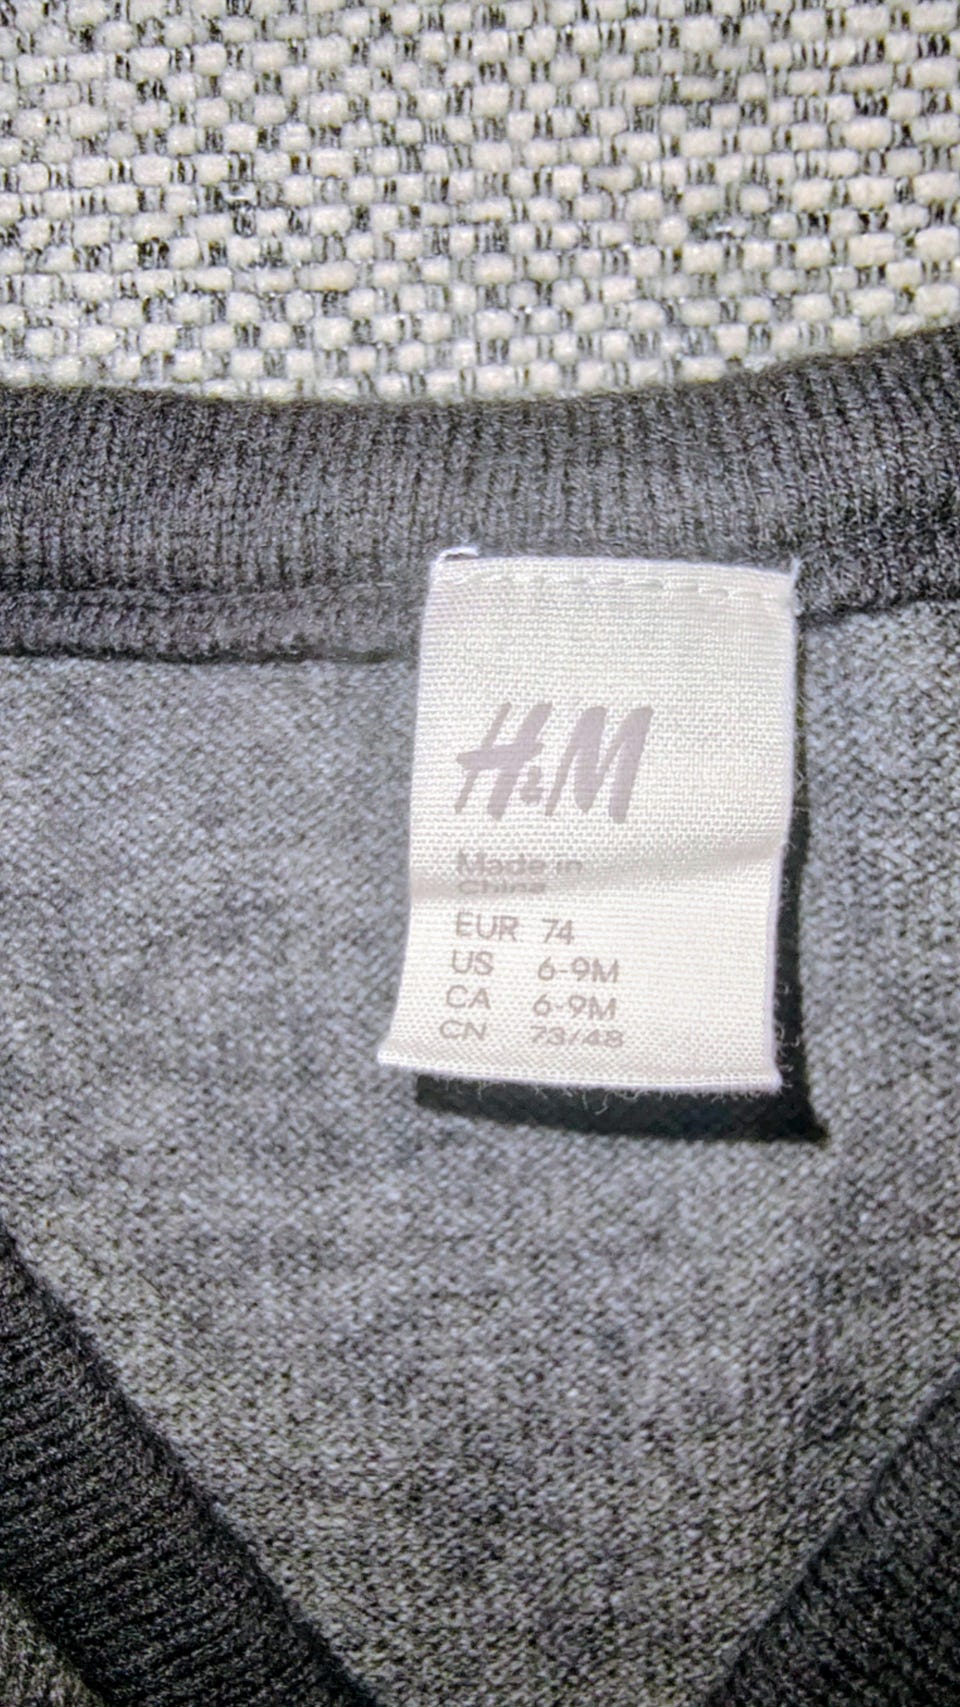 H&M
Made in
China
EUR 74
US 6-9M
CA 6-9M
CN 73/48